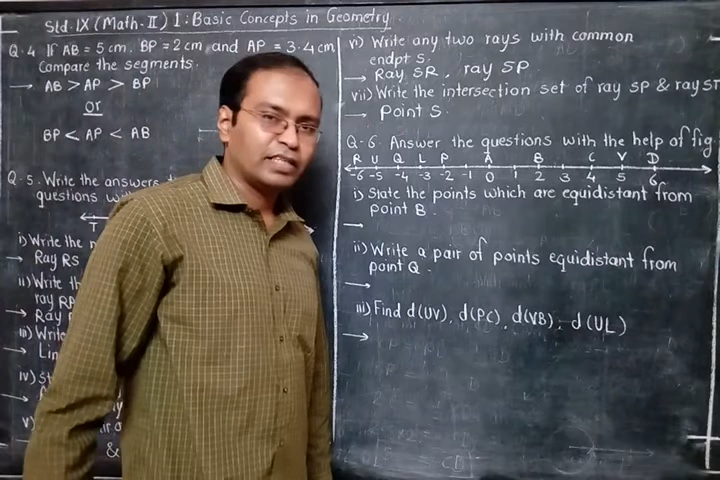 Std. IX (Math-II) 1: Basic Concepts in Geometry
Q.4 If AB = 5 cm, BP = 2 cm and AP = 3.4 cm
Compare the segments.
→ AB > AP > BP
or
BP < AP < AB
Q-5. Write the answers
questions
T
i) Write the
→ Ray RS
ii) Write th
ray RP
→ Ray
iii) Write
→ Lin
iv) St
→
v)
&
vi) Write any two rays with common
endpt S.
→ Ray SR, ray SP
vii) Write the intersection set of ray SP & ray ST
→ Point S.
Q-6. Answer the questions with the help of fig
R U Q L P A B C V D
-6 -5 -4 -3 -2 -1 0 1 2 3 4 5 6
i) State the points which are equidistant from
point B.
→
ii) Write a pair of points equidistant from
point Q.
→
iii) Find d(UV), d(PC), d(VB), d(UL)
→